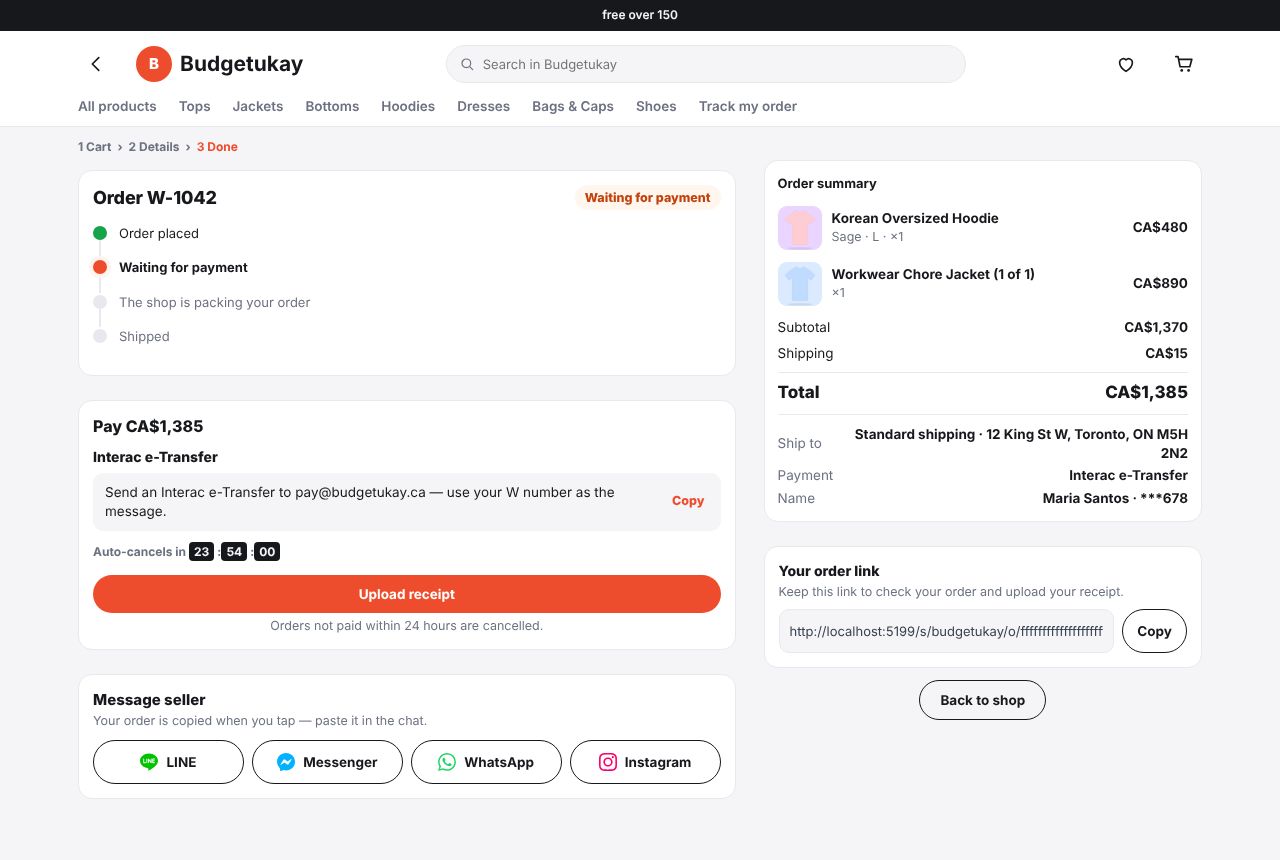 free over 150
B Budgetukay
Search in Budgetukay
All products Tops Jackets Bottoms Hoodies Dresses Bags & Caps Shoes Track my order
1 Cart › 2 Details › 3 Done
Order W-1042
Waiting for payment
Order placed
Waiting for payment
The shop is packing your order
Shipped
Pay CA$1,385
Interac e-Transfer
Send an Interac e-Transfer to pay@budgetukay.ca — use your W number as the
message.
Copy
Auto-cancels in 23 : 54 : 00
Upload receipt
Orders not paid within 24 hours are cancelled.
Message seller
Your order is copied when you tap — paste it in the chat.
LINE Messenger WhatsApp Instagram
Order summary
Korean Oversized Hoodie
Sage · L · ×1
CA$480
Workwear Chore Jacket (1 of 1)
×1
CA$890
Subtotal CA$1,370
Shipping CA$15
Total CA$1,385
Ship to Standard shipping · 12 King St W, Toronto, ON M5H
2N2
Payment Interac e-Transfer
Name Maria Santos · ***678
Your order link
Keep this link to check your order and upload your receipt.
http://localhost:5199/s/budgetukay/o/fffffffffffffffffff
Copy
Back to shop